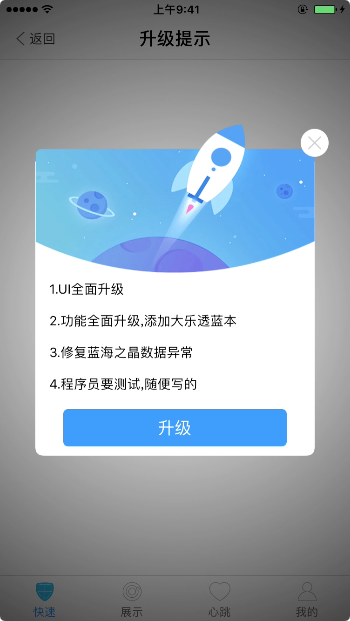 上午9:41
返回
升级提示
1.UI全面升级
2.功能全面升级,添加大乐透蓝本
3.修复蓝海之晶数据异常
4.程序员要测试,随便写的
升级
快速
展示
心跳
我的